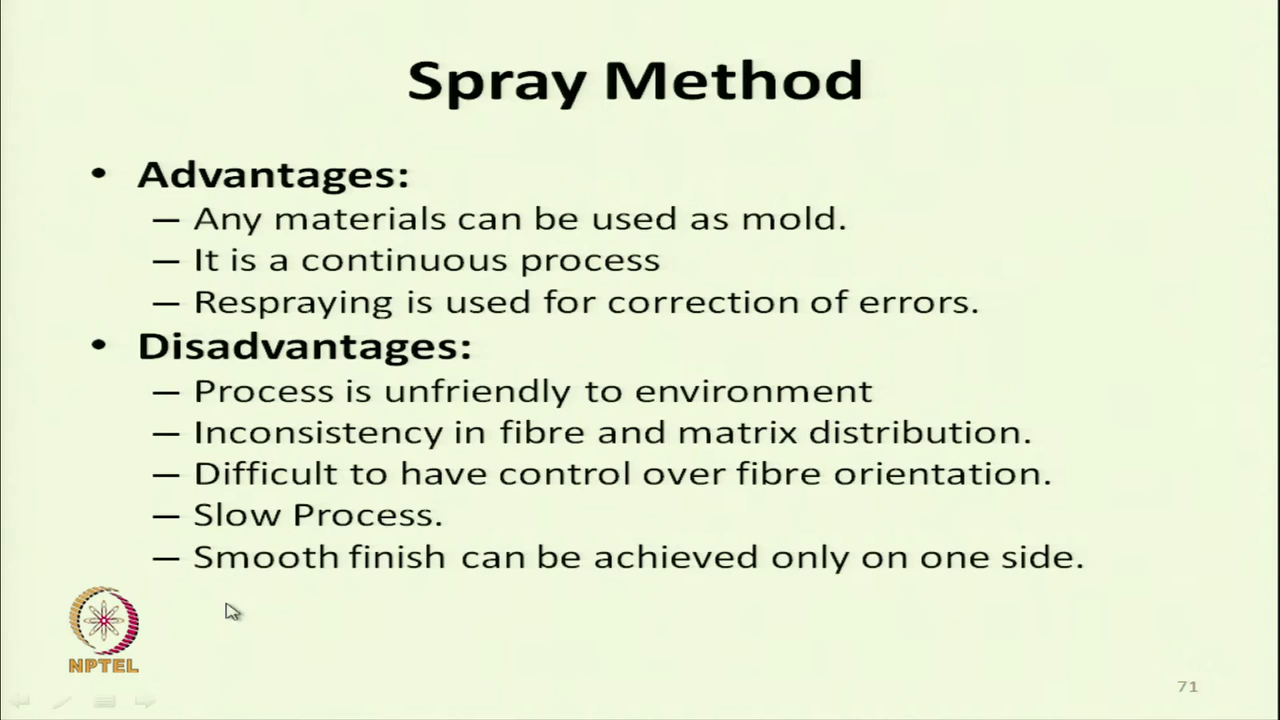 Spray Method
• Advantages:
– Any materials can be used as mold.
– It is a continuous process
– Respraying is used for correction of errors.
• Disadvantages:
– Process is unfriendly to environment
– Inconsistency in fibre and matrix distribution.
– Difficult to have control over fibre orientation.
– Slow Process.
– Smooth finish can be achieved only on one side.
NPTEL
71